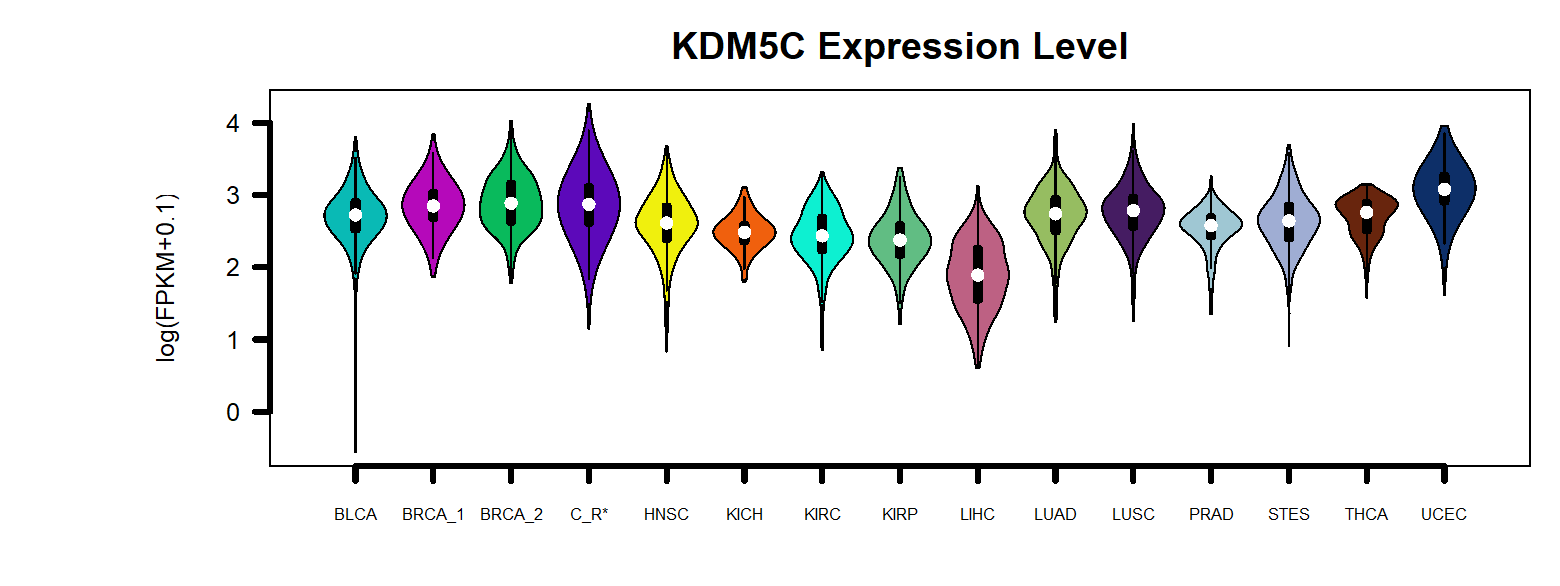 KDM5C Expression Level
log(FPKM+0.1)
4
3
2
1
0
BLCA BRCA_1 BRCA_2 C_R* HNSC KICH KIRC KIRP LIHC LUAD LUSC PRAD STES THCA UCEC